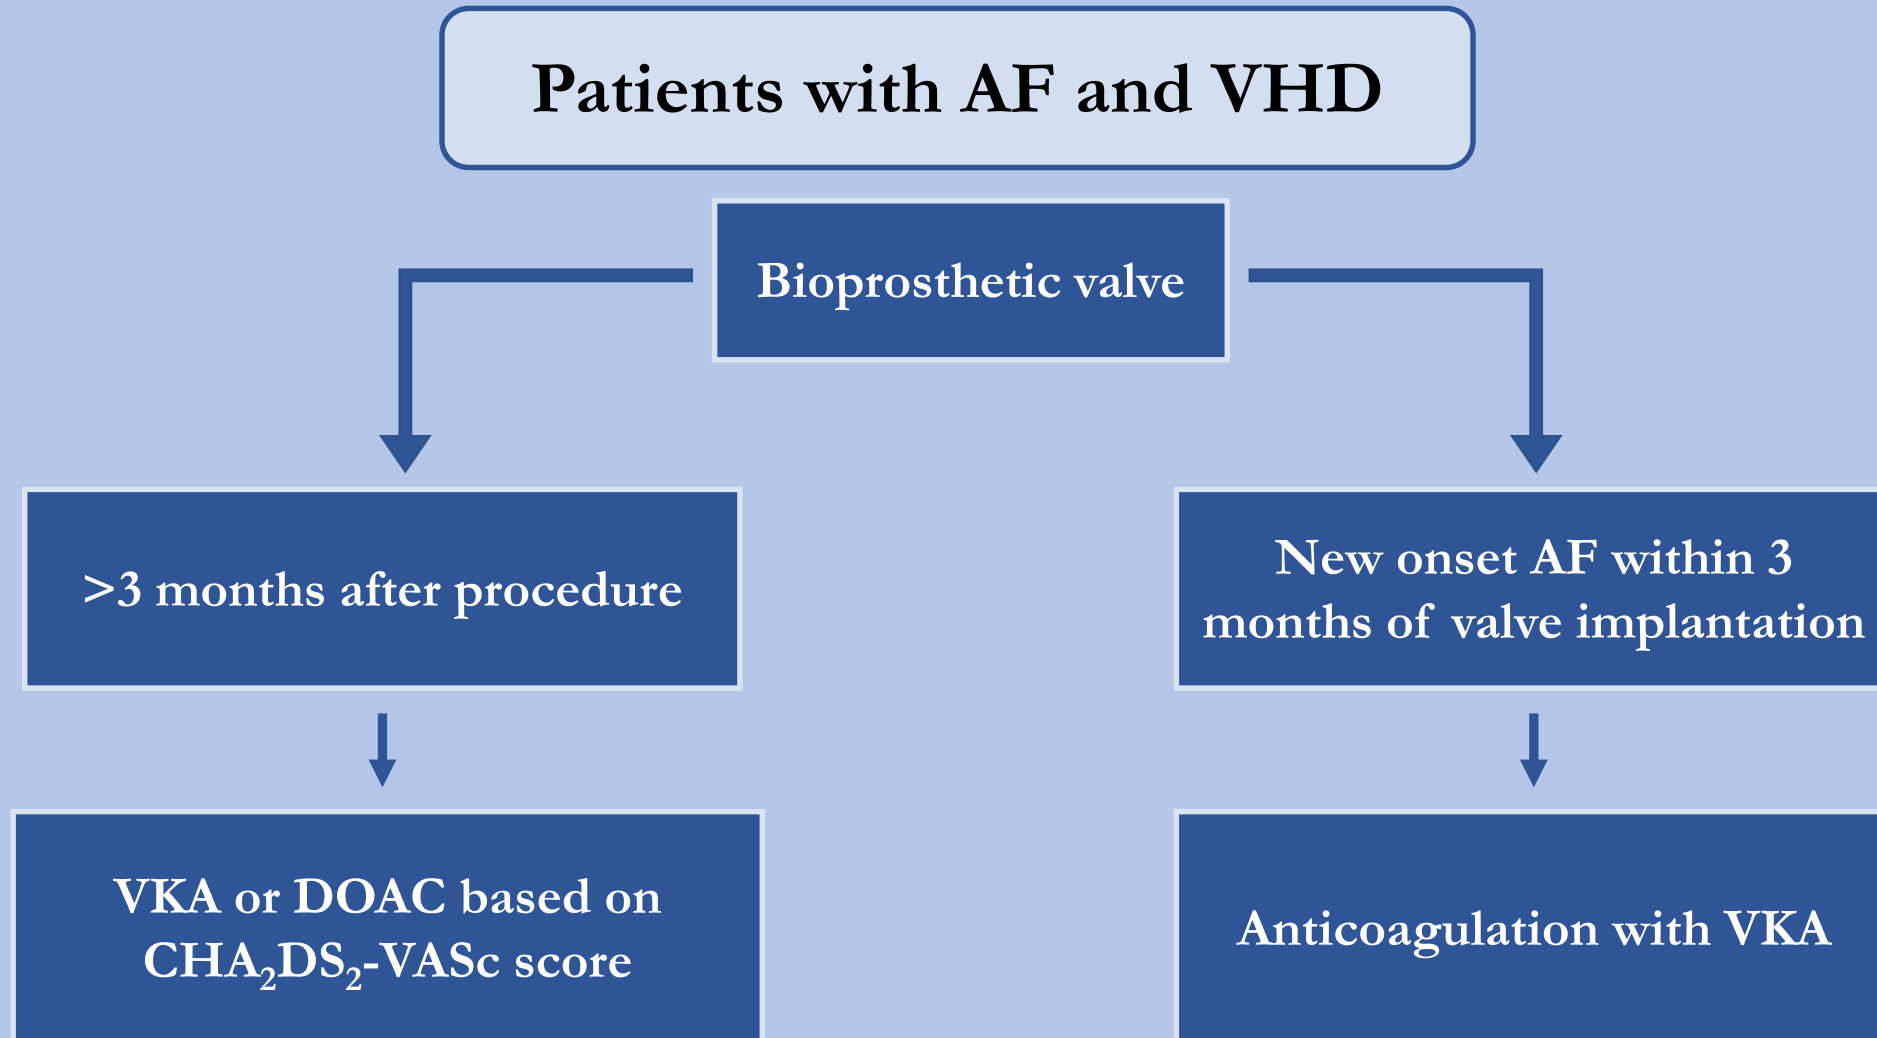 Patients with AF and VHD
Bioprosthetic valve
>3 months after procedure
New onset AF within 3
months of valve implantation
VKA or DOAC based on
CHA₂DS₂-VASc score
Anticoagulation with VKA